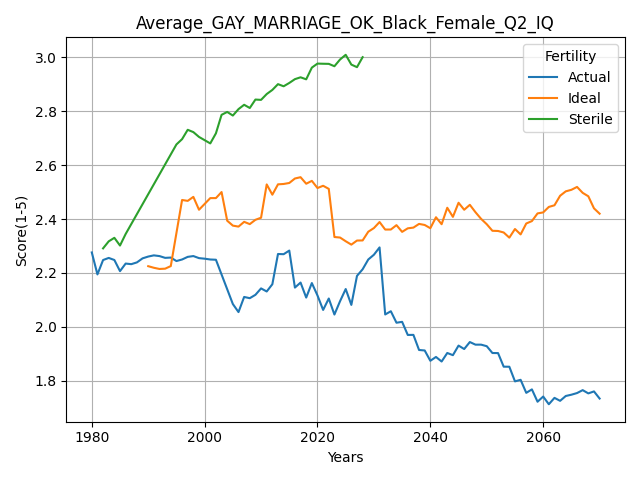 Average_GAY_MARRIAGE_OK_Black_Female_Q2_IQ
Score(1-5)
3.0
2.8
2.6
2.4
2.2
2.0
1.8
Fertility
Actual
Ideal
Sterile
1980
2000
2020
2040
2060
Years